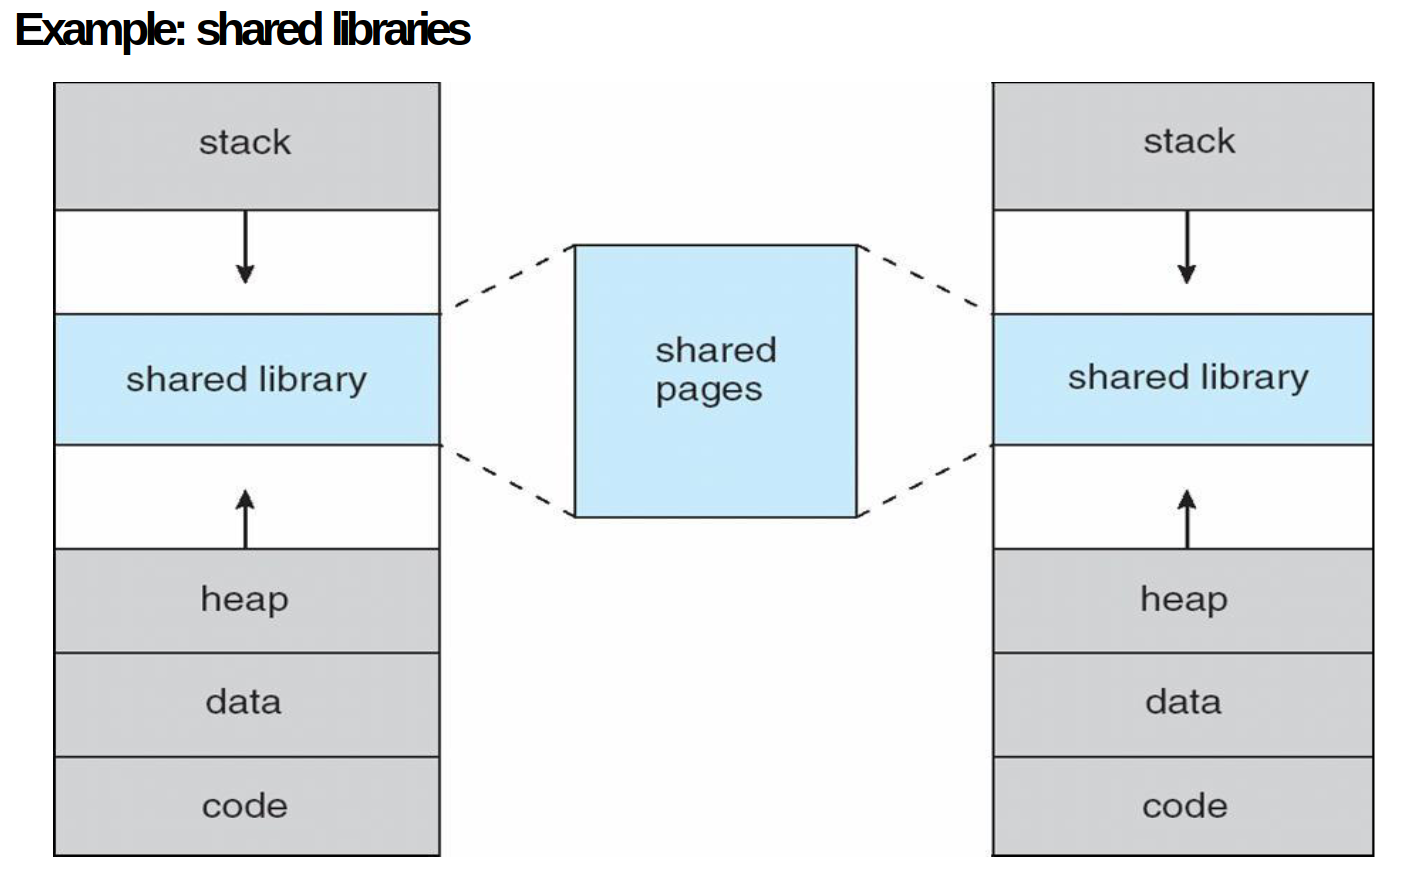 Example: shared libraries
stack
stack
shared library
shared
pages
shared library
heap
heap
data
data
code
code